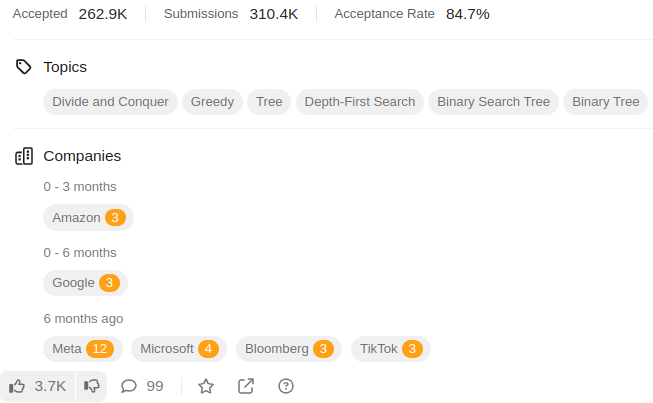 Accepted 262.9K Submissions 310.4K Acceptance Rate 84.7%
Topics
Divide and Conquer Greedy Tree Depth-First Search Binary Search Tree Binary Tree
Companies
0 - 3 months
Amazon 3
0 - 6 months
Google 3
6 months ago
Meta 12 Microsoft 4 Bloomberg 3 TikTok 3
3.7K 99